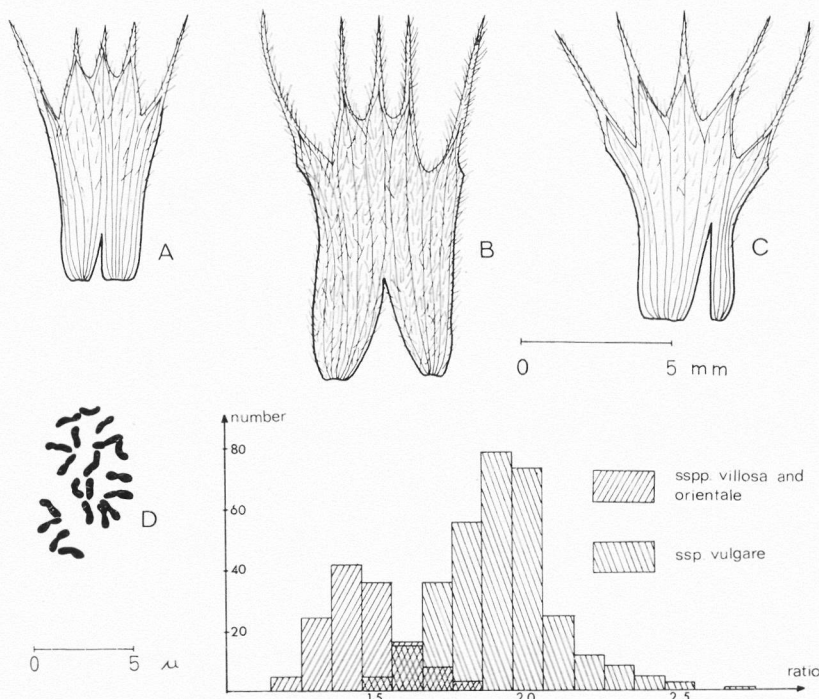 A
B
C
0 5 mm
D
0 5 μ
number
80
60
40
20
1.5 2.0 2.5
ratio
sspp. villosa and
orientale
ssp. vulgare